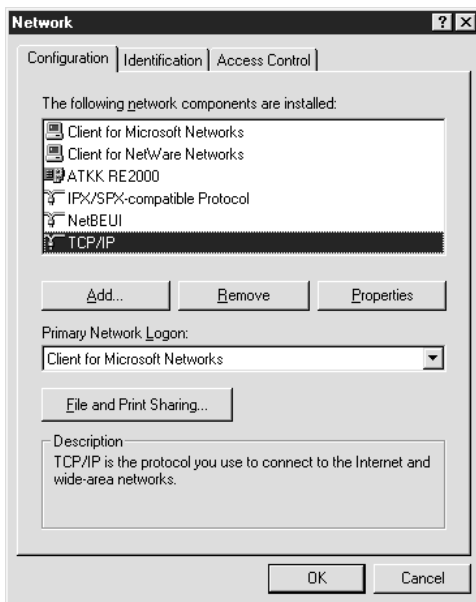 Network
? X
Configuration Identification Access Control
The following network components are installed:
Client for Microsoft Networks
Client for NetWare Networks
ATKK RE2000
IPX/SPX-compatible Protocol
NetBEUI
TCP/IP
Add... Remove Properties
Primary Network Logon:
Client for Microsoft Networks
File and Print Sharing...
Description
TCP/IP is the protocol you use to connect to the Internet and
wide-area networks.
OK Cancel